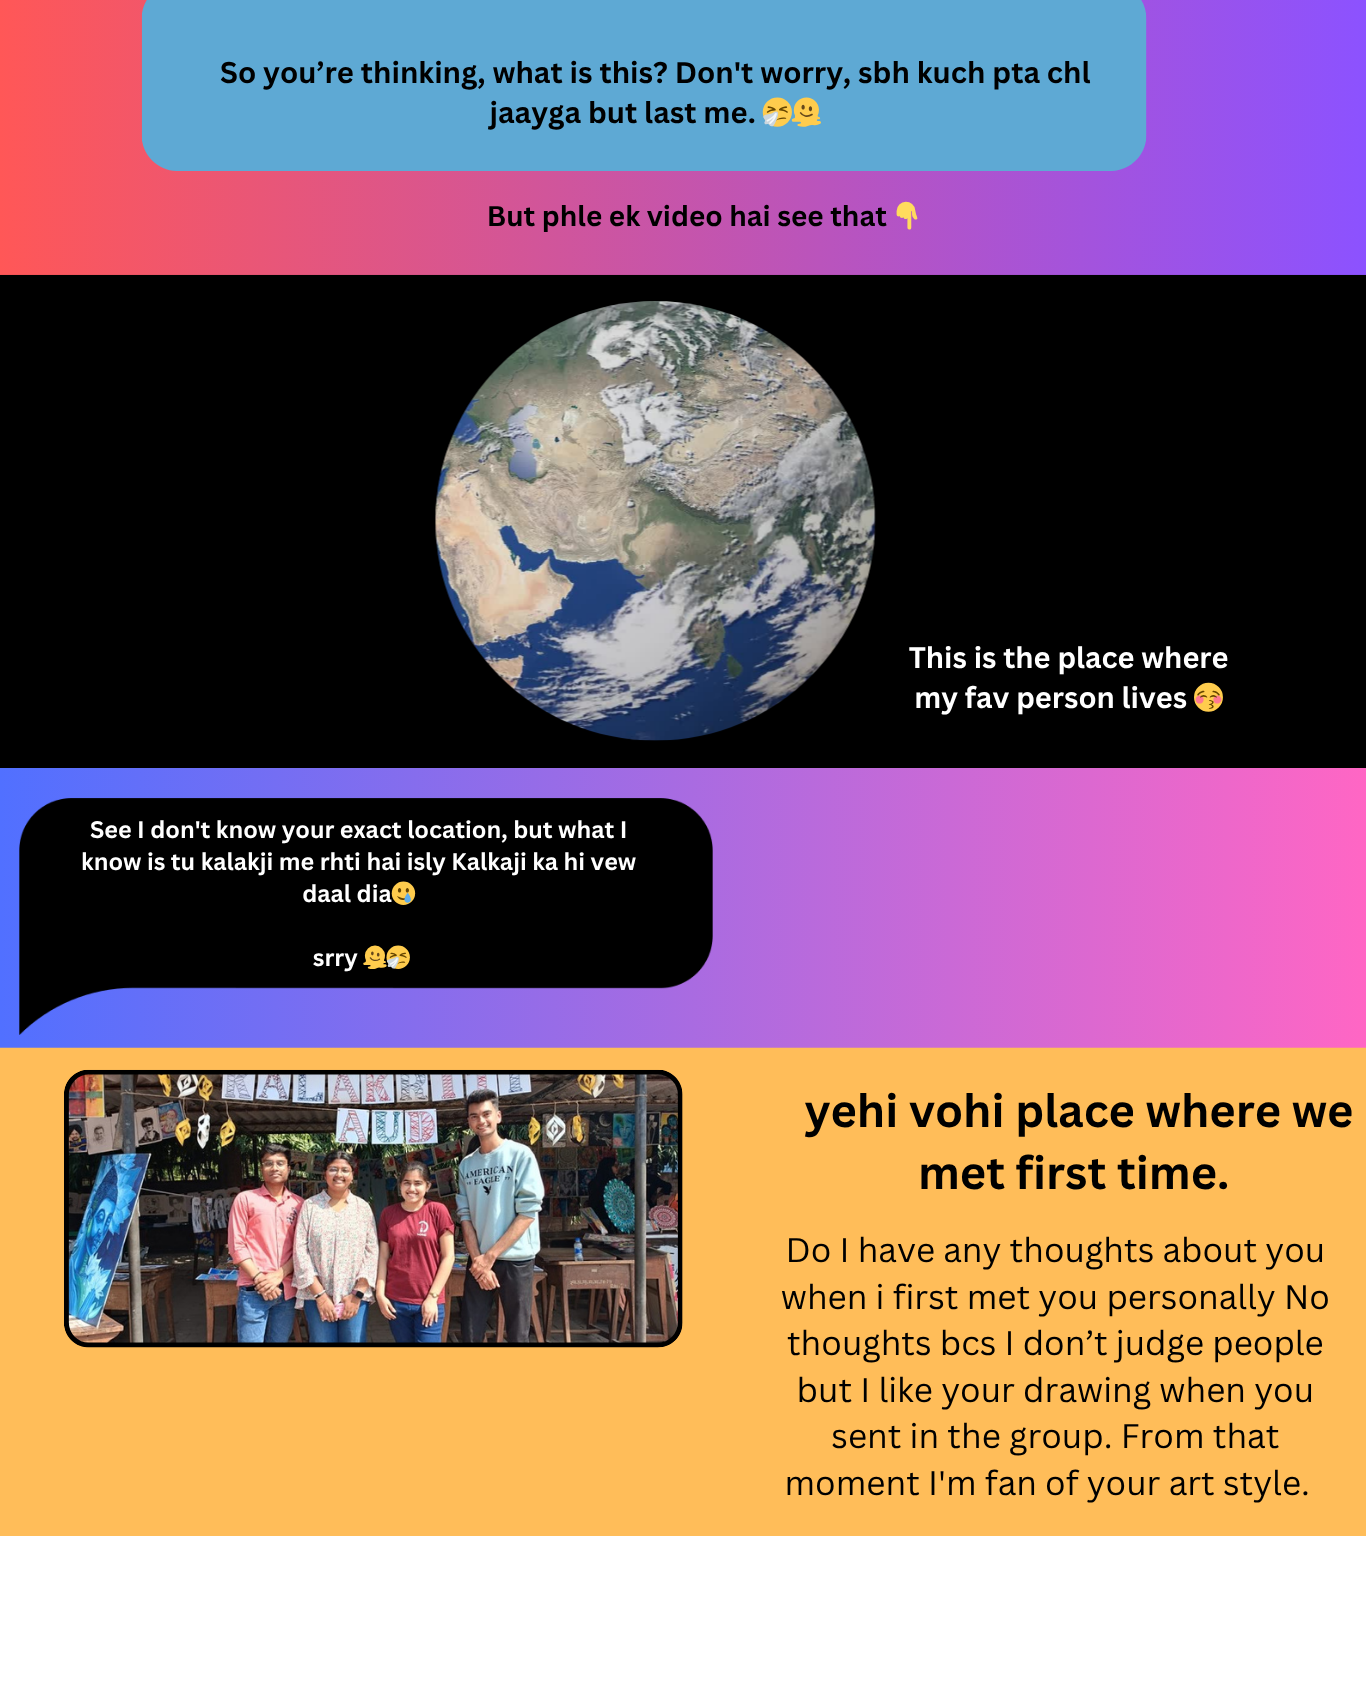 So you’re thinking, what is this? Don't worry, sbh kuch pta chl
jaayga but last me. 🤧🫠
But phle ek video hai see that 👇
This is the place where
my fav person lives 😚
See I don't know your exact location, but what I
know is tu kalakji me rhti hai isly Kalkaji ka hi vew
daal dia🥲
srry 🫠🤧
KALAKRITI
AUD
AMERICAN
EAGLE
yehi vohi place where we
met first time.
Do I have any thoughts about you
when i first met you personally No
thoughts bcs I don’t judge people
but I like your drawing when you
sent in the group. From that
moment I'm fan of your art style.